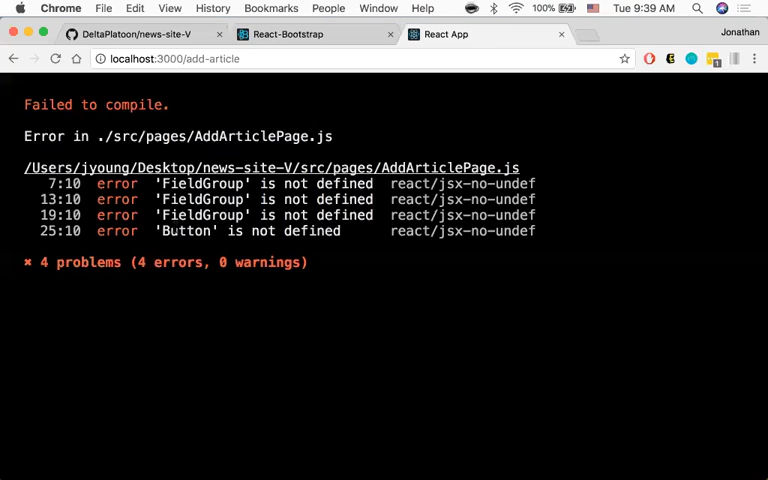 Chrome File Edit View History Bookmarks People Window Help 100% Tue 9:39 AM
DeltaPlatoon/news-site-V × React-Bootstrap × React App × Jonathan
localhost:3000/add-article 1
Failed to compile.
Error in ./src/pages/AddArticlePage.js
/Users/jyoung/Desktop/news-site-V/src/pages/AddArticlePage.js
7:10 error 'FieldGroup' is not defined react/jsx-no-undef
13:10 error 'FieldGroup' is not defined react/jsx-no-undef
19:10 error 'FieldGroup' is not defined react/jsx-no-undef
25:10 error 'Button' is not defined react/jsx-no-undef
✖ 4 problems (4 errors, 0 warnings)